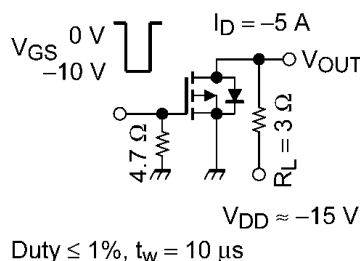 I_D = −5 A
V_GS
0 V
−10 V
V_OUT
4.7 Ω
R_L = 3 Ω
V_DD ≈ −15 V
Duty ≤ 1%, t_w = 10 μs